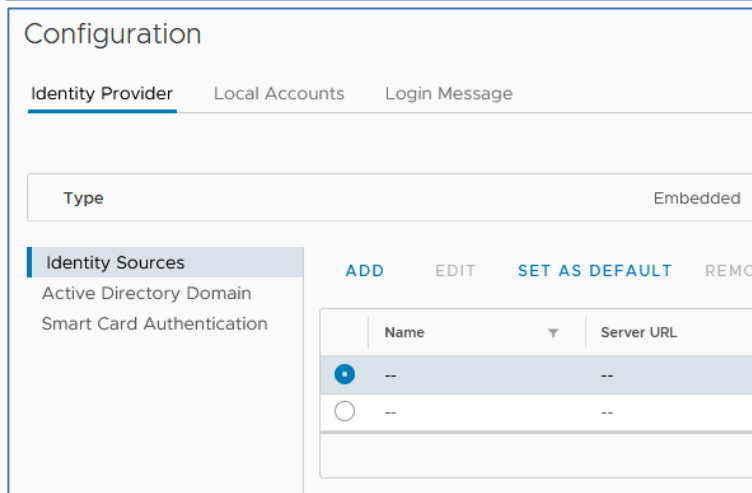 Configuration
Identity Provider Local Accounts Login Message
Type Embedded
Identity Sources
Active Directory Domain
Smart Card Authentication
ADD EDIT SET AS DEFAULT REMO
Name Server URL
-- --
-- --